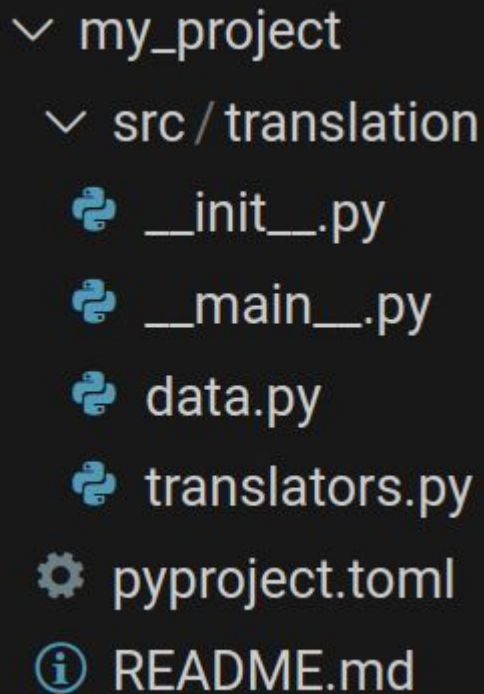 my_project
src / translation
__init__.py
__main__.py
data.py
translators.py
pyproject.toml
README.md